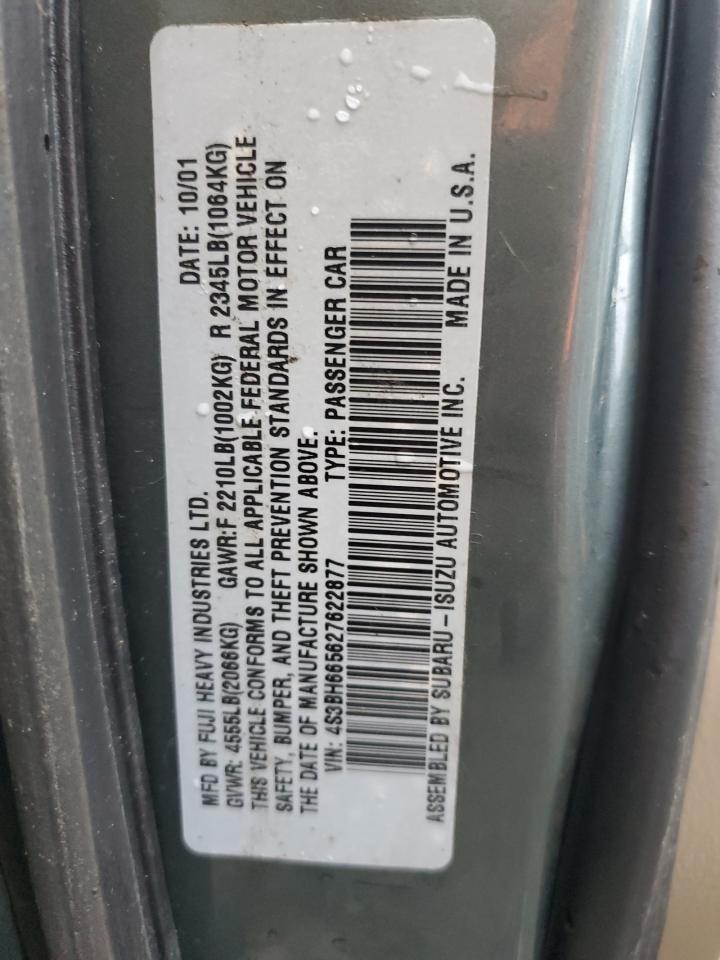 MFD BY FUJI HEAVY INDUSTRIES LTD. DATE: 10/01
GVWR: 4555LB(2066KG) GAWR:F 2210LB(1002KG) R 2345LB(1064KG)
THIS VEHICLE CONFORMS TO ALL APPLICABLE FEDERAL MOTOR VEHICLE
SAFETY, BUMPER, AND THEFT PREVENTION STANDARDS IN EFFECT ON
THE DATE OF MANUFACTURE SHOWN ABOVE.
VIN: 4S3BH665627622877 TYPE: PASSENGER CAR
ASSEMBLED BY SUBARU-ISUZU AUTOMOTIVE INC. MADE IN U.S.A.